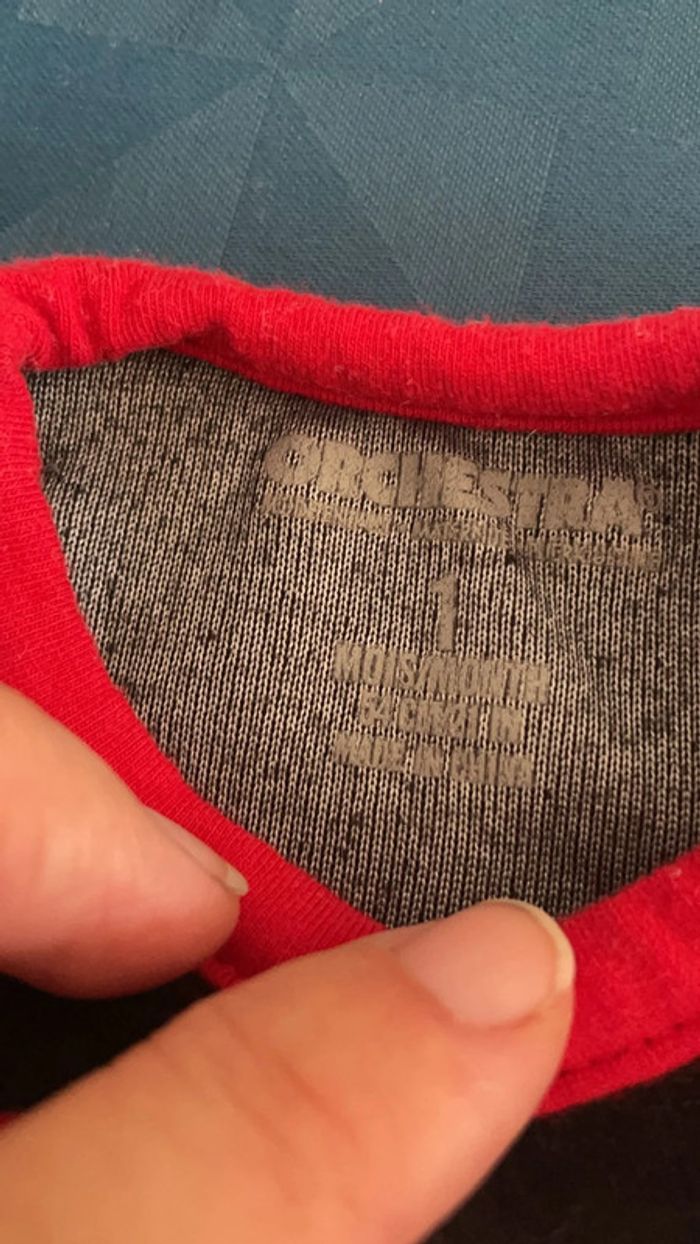 ORCHESTRA®
1
MOIS/MONTH
54 CM/21 IN
MADE IN CHINA